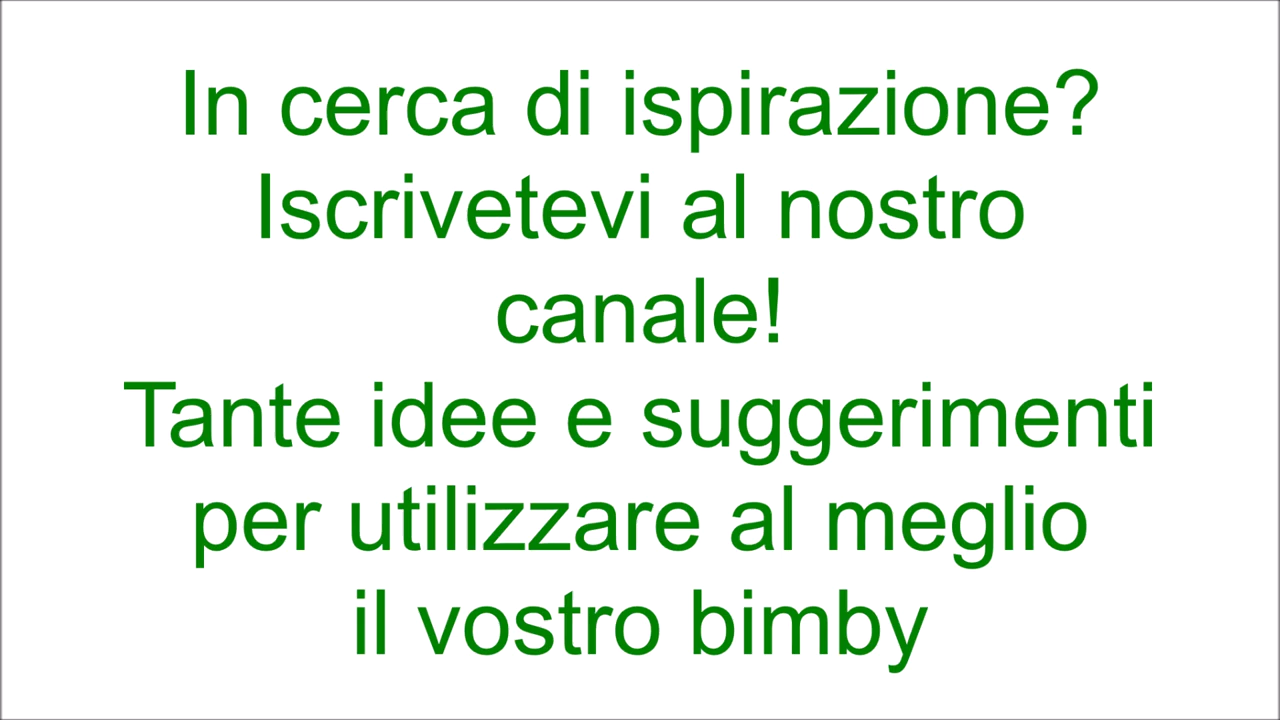 In cerca di ispirazione?
Iscrivetevi al nostro
canale!
Tante idee e suggerimenti
per utilizzare al meglio
il vostro bimby